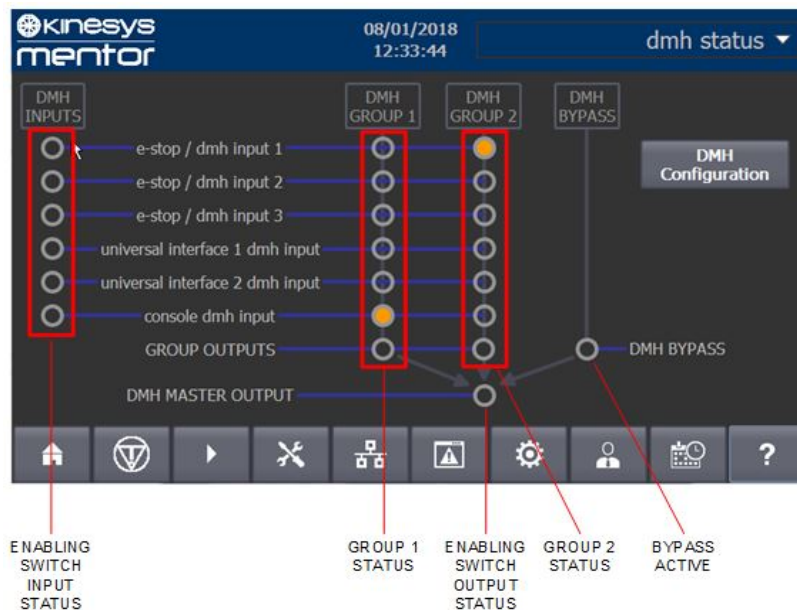 KINESYS
mentor
08/01/2018
12:33:44
dmh status
DMH
INPUTS
DMH
GROUP 1
DMH
GROUP 2
DMH
BYPASS
e-stop / dmh input 1
e-stop / dmh input 2
e-stop / dmh input 3
universal interface 1 dmh input
universal interface 2 dmh input
console dmh input
GROUP OUTPUTS
DMH BYPASS
DMH MASTER OUTPUT
DMH
Configuration
?
ENABLING
SWITCH
INPUT
STATUS
GROUP 1
STATUS
ENABLING
SWITCH
OUTPUT
STATUS
GROUP 2
STATUS
BYPASS
ACTIVE